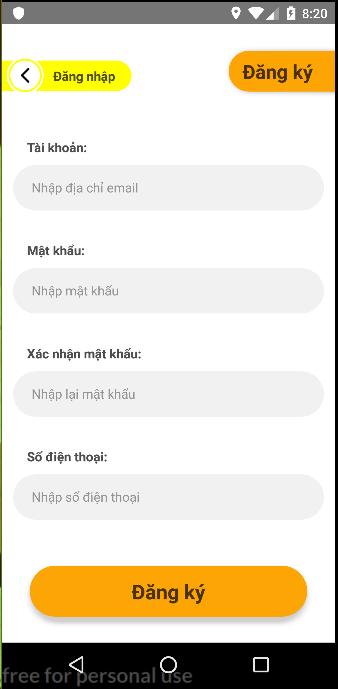 8:20
Đăng nhập
Đăng ký
Tài khoản:
Nhập địa chỉ email
Mật khẩu:
Nhập mật khẩu
Xác nhận mật khẩu:
Nhập lại mật khẩu
Số điện thoại:
Nhập số điện thoại
Đăng ký
free for personal use